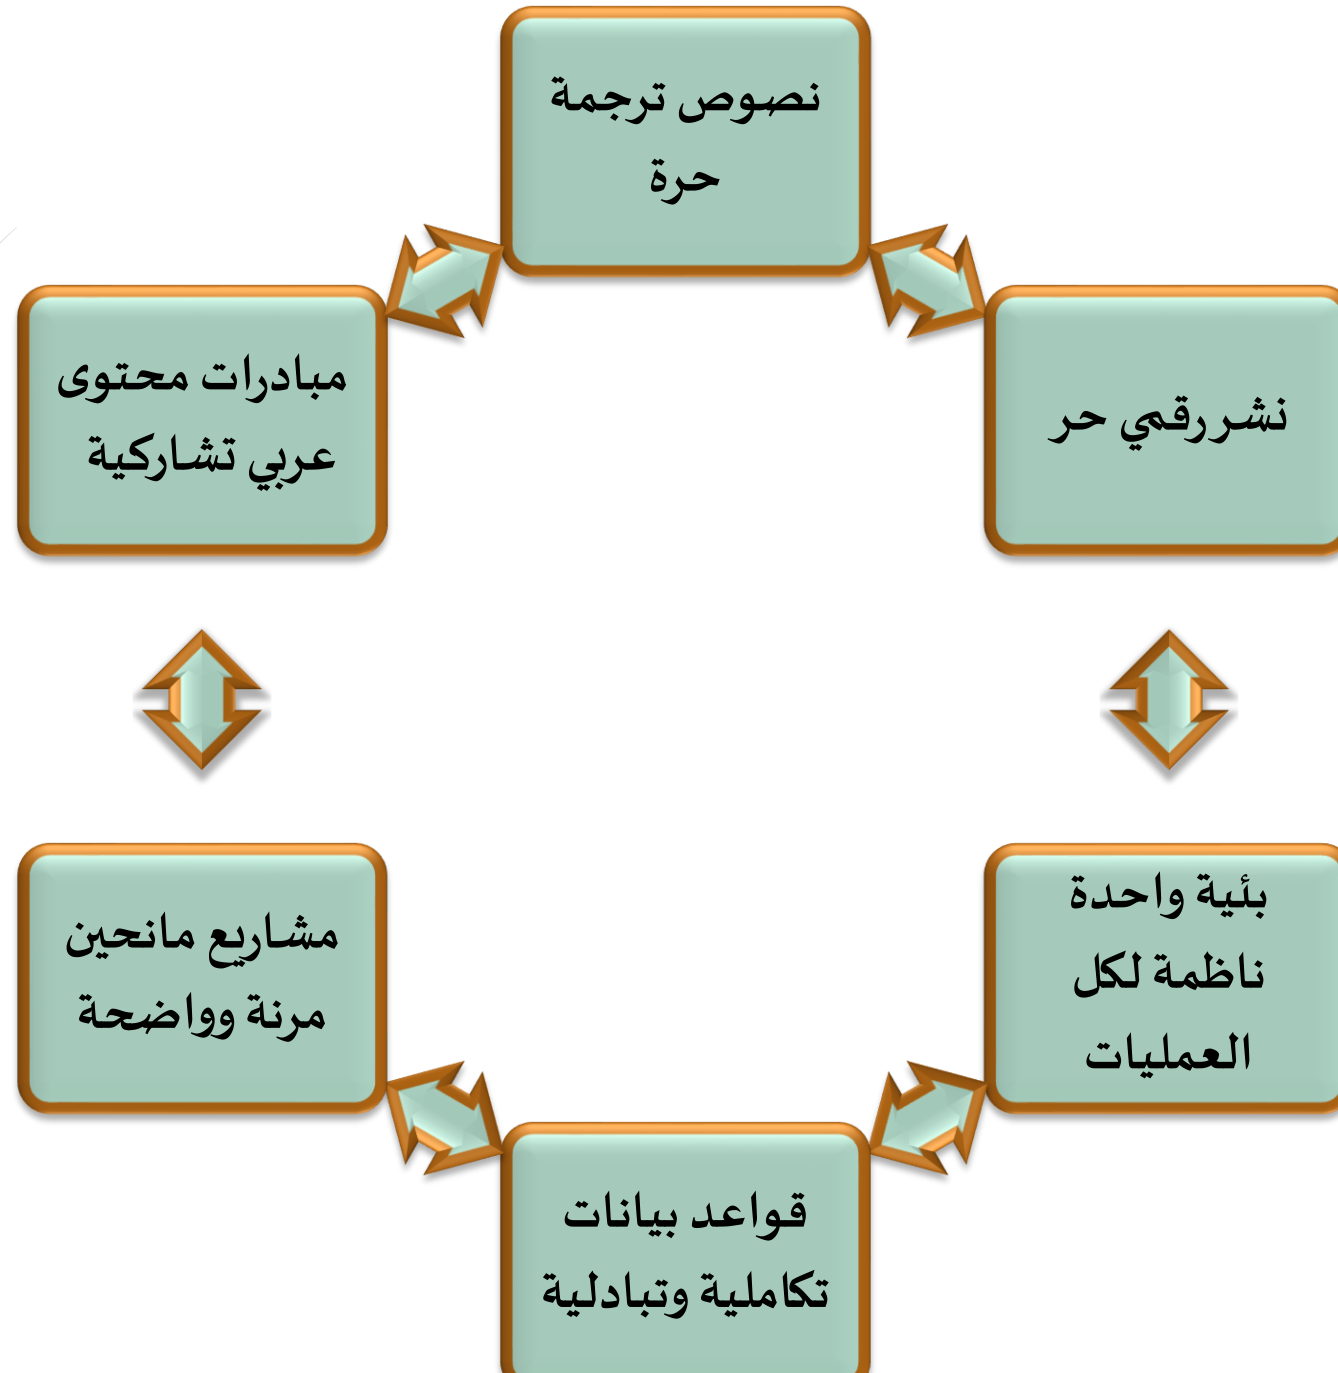 نصوص ترجمة
حرة
نشر رقمي حر
بئية واحدة
ناظمة لكل
العمليات
قواعد بيانات
تكاملية وتبادلية
مشاريع مانحين
مرنة وواضحة
مبادرات محتوى
عربي تشاركية